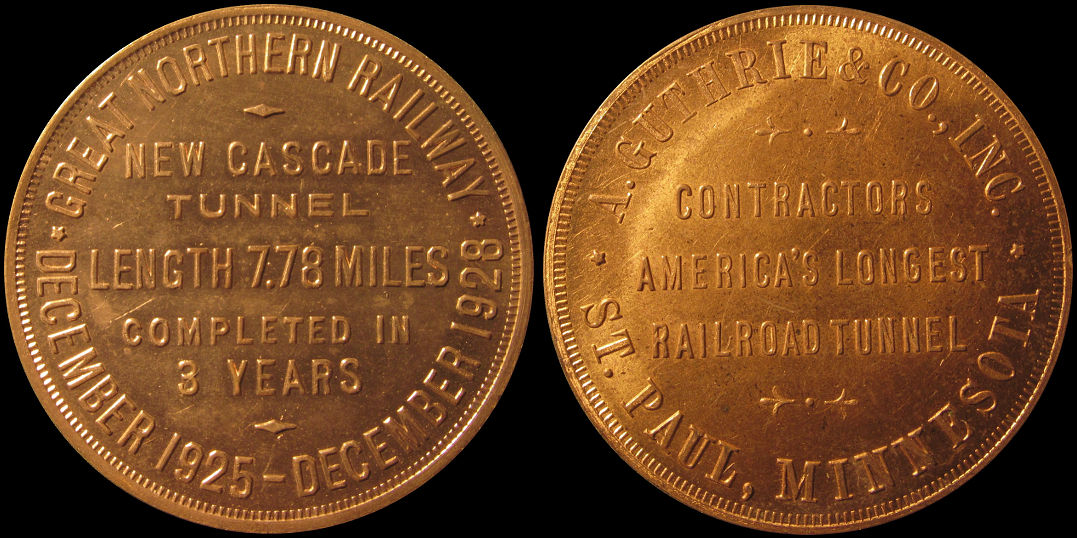 GREAT NORTHERN RAILWAY
NEW CASCADE
TUNNEL
LENGTH 7.78 MILES
COMPLETED IN
3 YEARS
DECEMBER 1925 - DECEMBER 1928
A. GUTHRIE & CO., INC.
CONTRACTORS
AMERICA'S LONGEST
RAILROAD TUNNEL
ST. PAUL, MINNESOTA